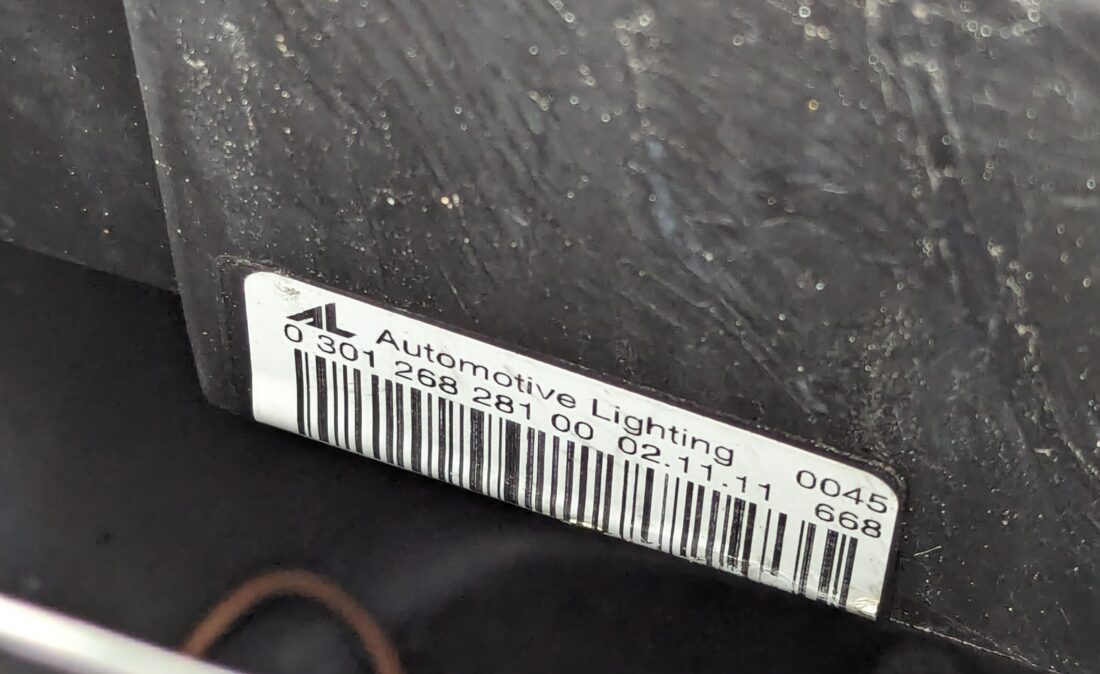 AL Automotive Lighting 0045
0 301 268 281 00 02.11.11 668